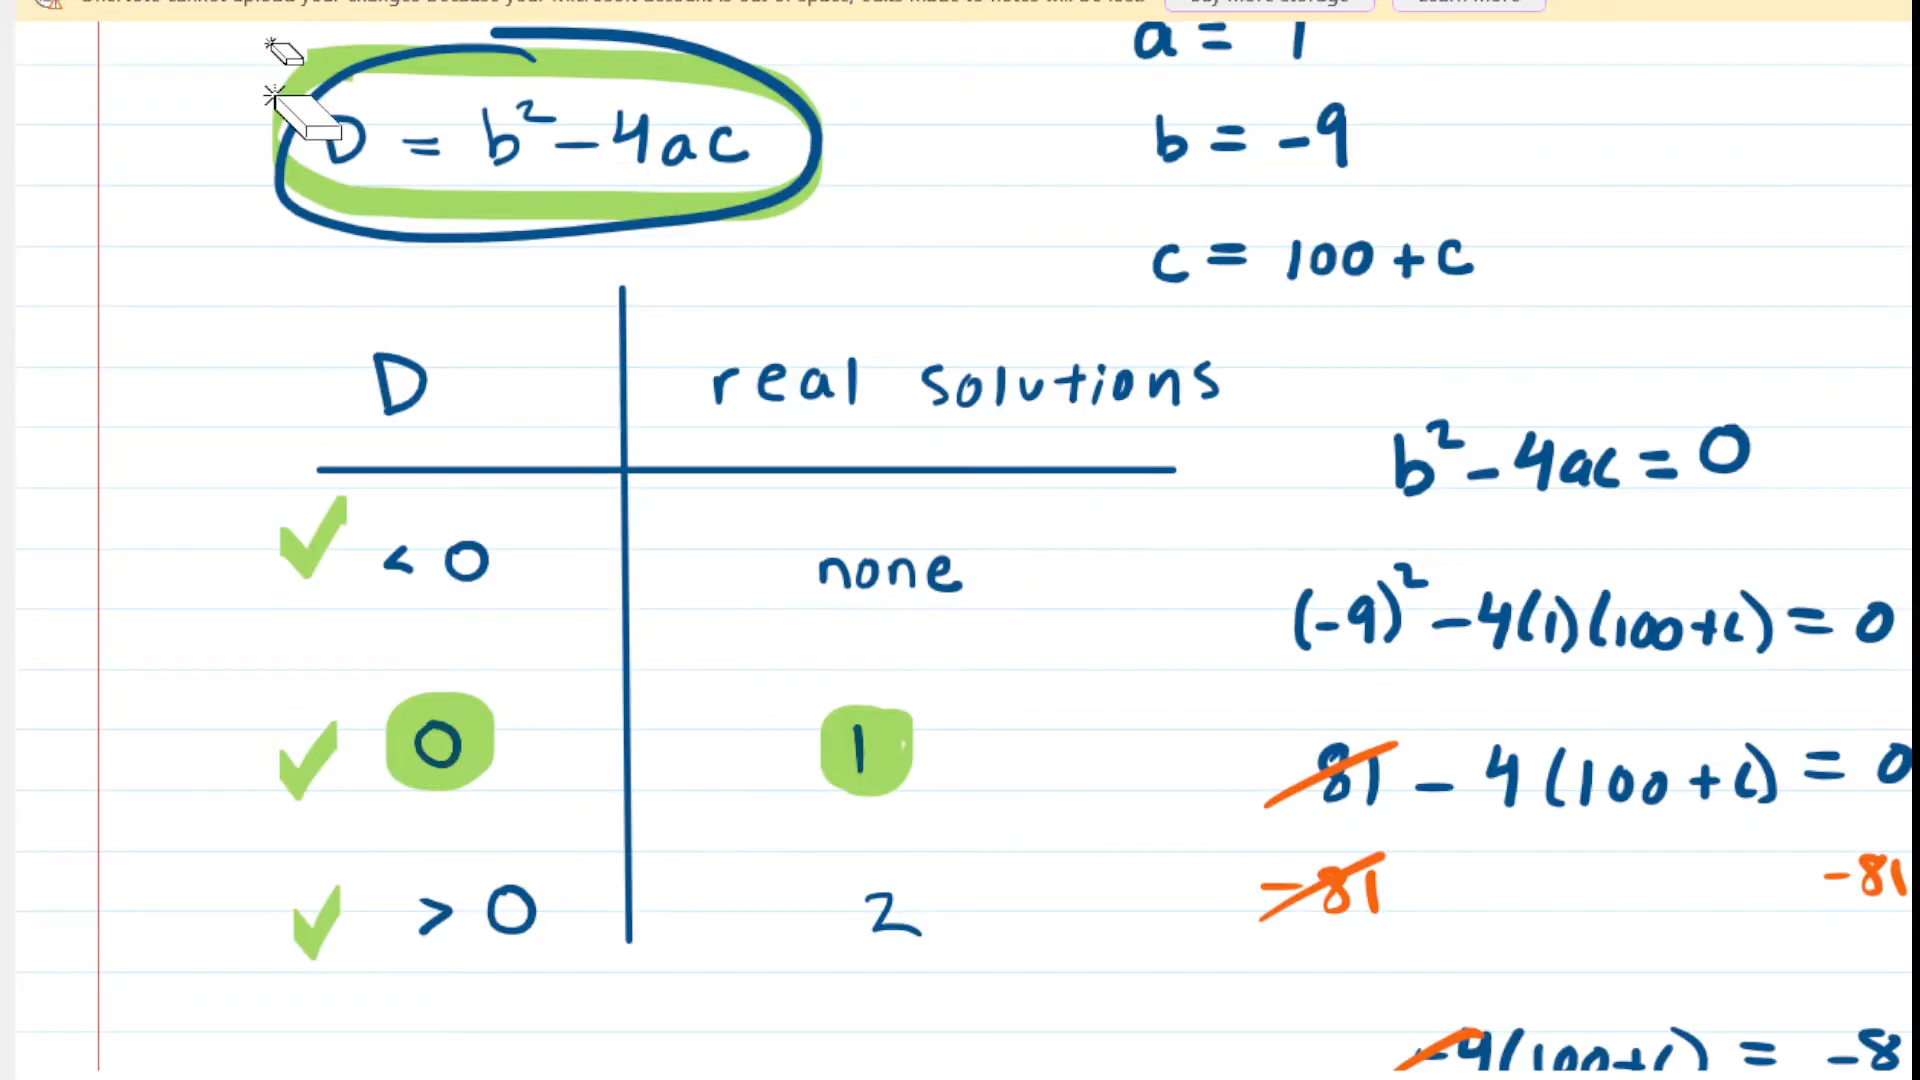 a = 1
D = b² - 4ac
b = -9
c = 100 + c
D real solutions
b² - 4ac = 0
< 0 none
(-9)² - 4(1)(100+c) = 0
0 1
81 - 4(100+c) = 0
-81 -81
> 0 2
-4(100+c) = -8